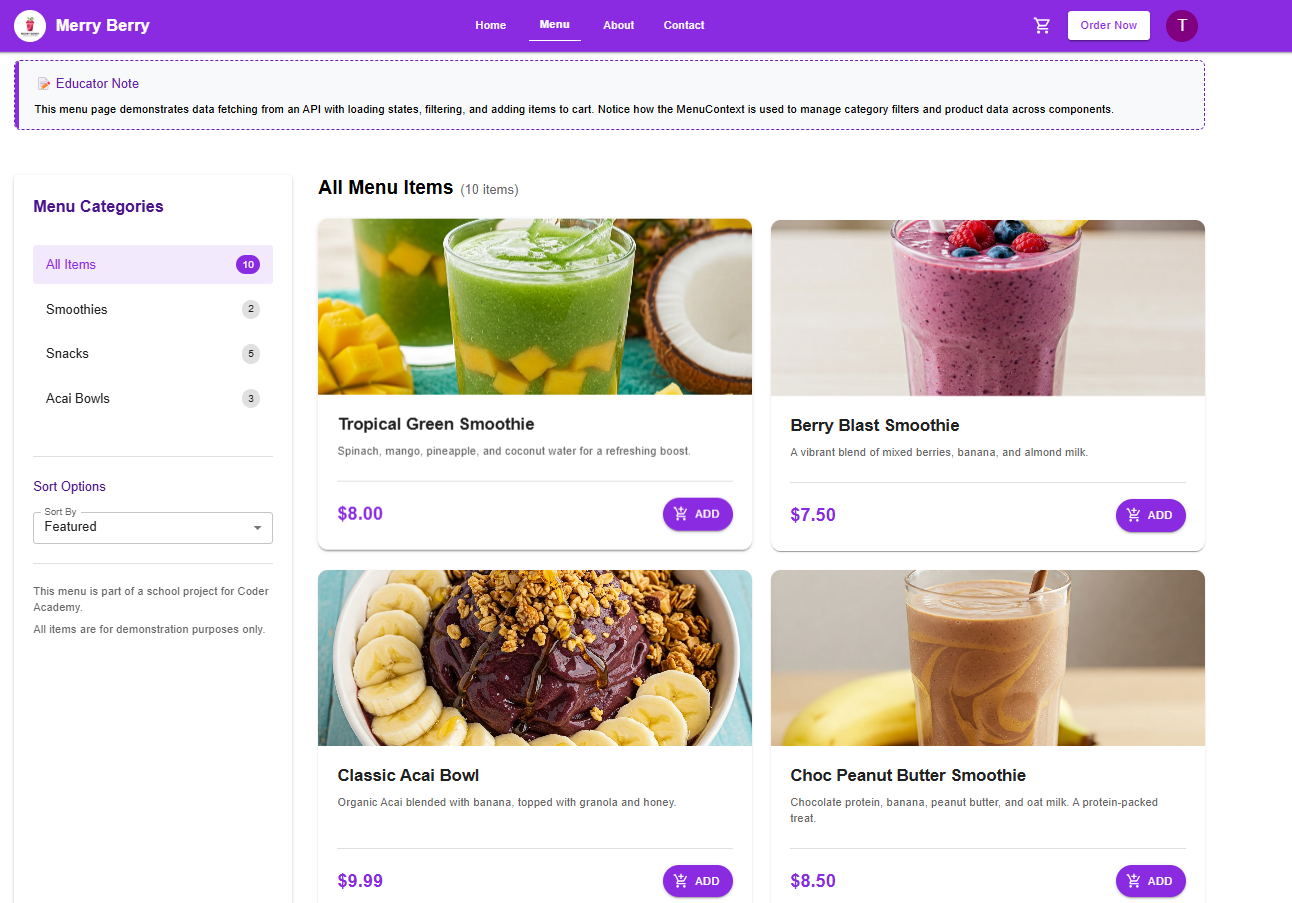 Merry Berry
Home
Menu
About
Contact
Order Now
T
Educator Note
This menu page demonstrates data fetching from an API with loading states, filtering, and adding items to cart. Notice how the MenuContext is used to manage category filters and product data across components.
Menu Categories
All Items 10
Smoothies 2
Snacks 5
Acai Bowls 3
Sort Options
Sort By
Featured
This menu is part of a school project for Coder
Academy.
All items are for demonstration purposes only.
All Menu Items (10 items)
Tropical Green Smoothie
Spinach, mango, pineapple, and coconut water for a refreshing boost.
$8.00
ADD
Berry Blast Smoothie
A vibrant blend of mixed berries, banana, and almond milk.
$7.50
ADD
Classic Acai Bowl
Organic Acai blended with banana, topped with granola and honey.
$9.99
ADD
Choc Peanut Butter Smoothie
Chocolate protein, banana, peanut butter, and oat milk. A protein-packed
treat.
$8.50
ADD